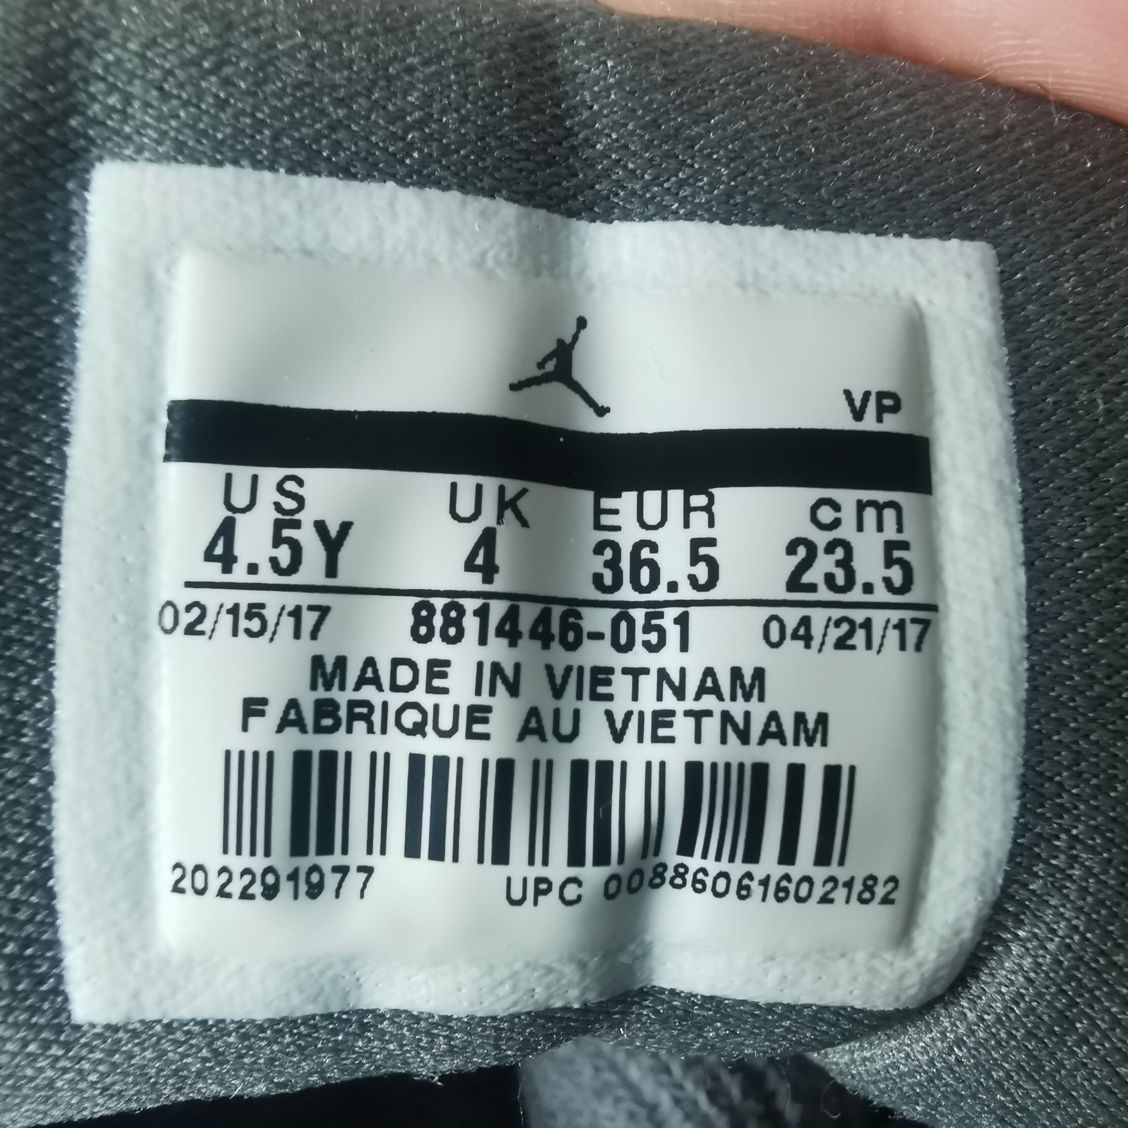 VP
US UK EUR cm
4.5Y 4 36.5 23.5
02/15/17 881446-051 04/21/17
MADE IN VIETNAM
FABRIQUE AU VIETNAM
202291977 UPC 00886061602182